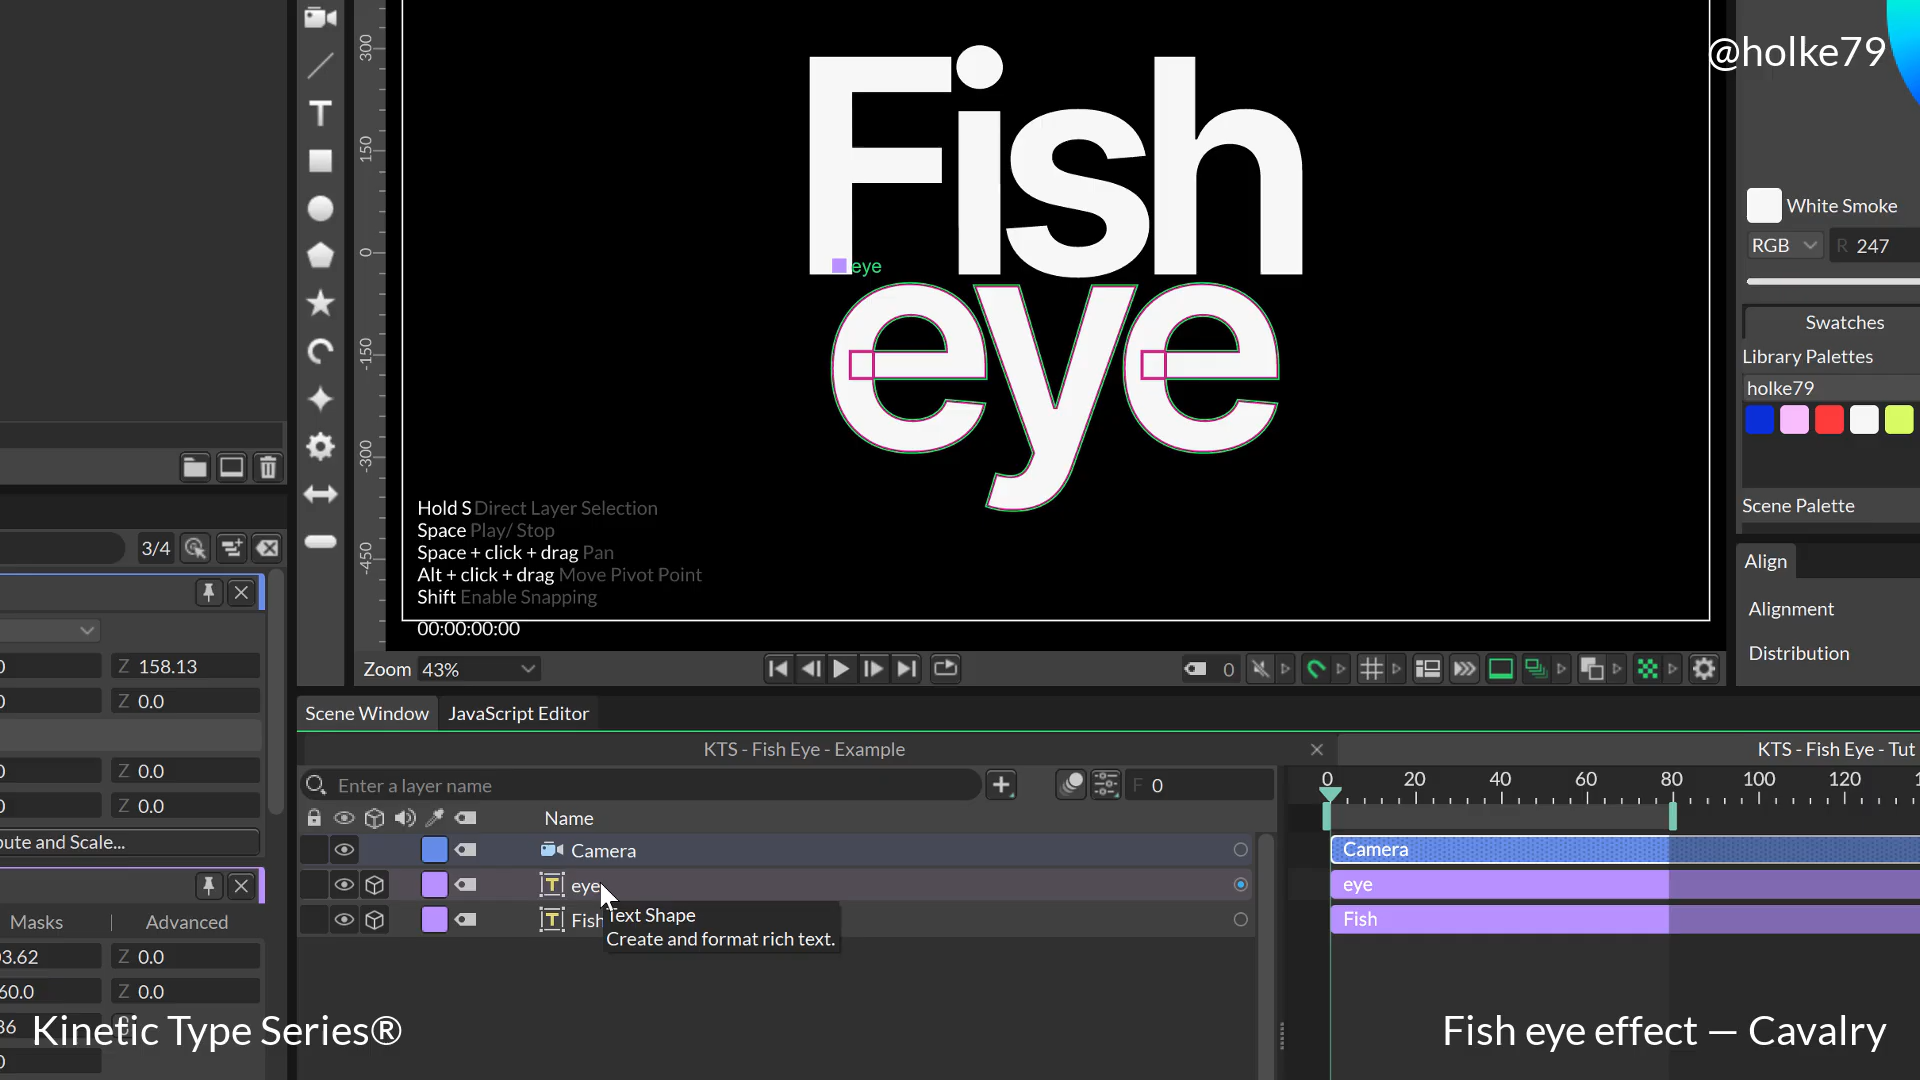 @holke79
300
150
0
-150
-300
-450
Fish
eye
eye
Hold S Direct Layer Selection
Space Play/ Stop
Space + click + drag Pan
Alt + click + drag Move Pivot Point
Shift Enable Snapping
00:00:00:00
Zoom 43%
0
White Smoke
RGB
R 247
Swatches
Library Palettes
holke79
Scene Palette
Align
Alignment
Distribution
3/4
Z 158.13
Z 0.0
Z 0.0
Z 0.0
ute and Scale...
Masks
Advanced
3.62
Z 0.0
60.0
Z 0.0
36
Scene Window
JavaScript Editor
KTS - Fish Eye - Example
KTS - Fish Eye - Tut
Enter a layer name
F 0
0 20 40 60 80 100 120
Name
Camera
eye
Fish
Text Shape
Create and format rich text.
Camera
eye
Fish
Kinetic Type Series®
Fish eye effect — Cavalry